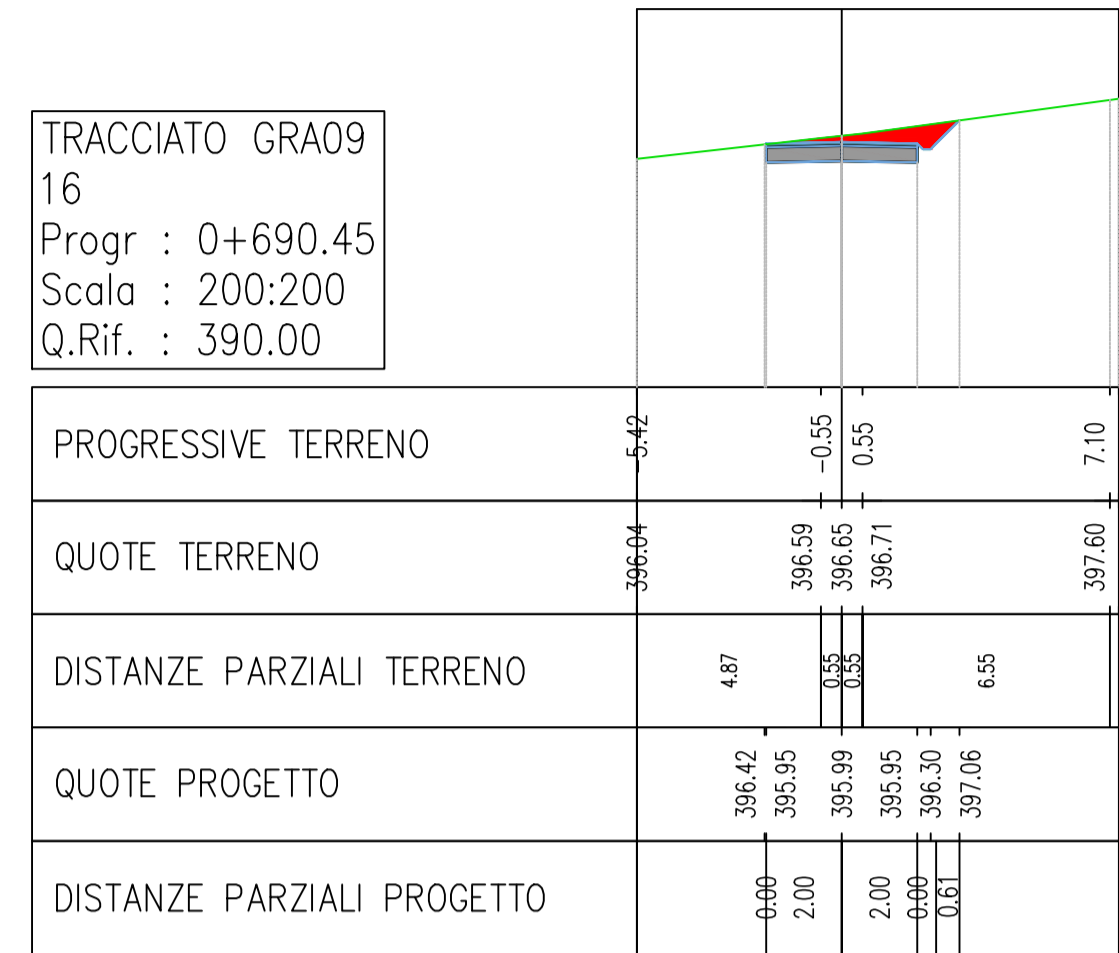 TRACCIATO GRA09
16
Progr : 0+690.45
Scala : 200:200
Q.Rif. : 390.00
PROGRESSIVE TERRENO
-5.42 -0.55 0.55 7.10
QUOTE TERRENO
396.04 396.59 396.65 396.71 397.60
DISTANZE PARZIALI TERRENO
4.87 0.55 0.55 6.55
QUOTE PROGETTO
396.42 395.95 395.99 395.95 396.30 397.06
DISTANZE PARZIALI PROGETTO
0.00 2.00 2.00 0.00 0.61